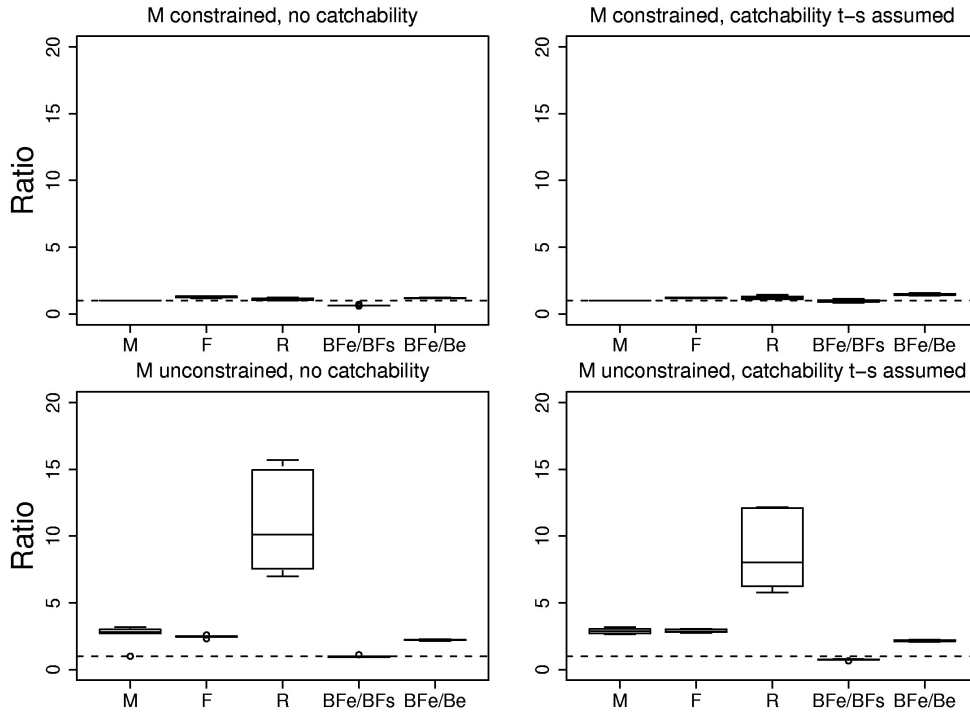 M constrained, no catchability
M constrained, catchability t−s assumed
Ratio
20
15
10
5
0
20
15
10
5
0
M F R BFe/BFs BFe/Be
M F R BFe/BFs BFe/Be
M unconstrained, no catchability
M unconstrained, catchability t−s assumed
Ratio
20
15
10
5
0
20
15
10
5
0
M F R BFe/BFs BFe/Be
M F R BFe/BFs BFe/Be